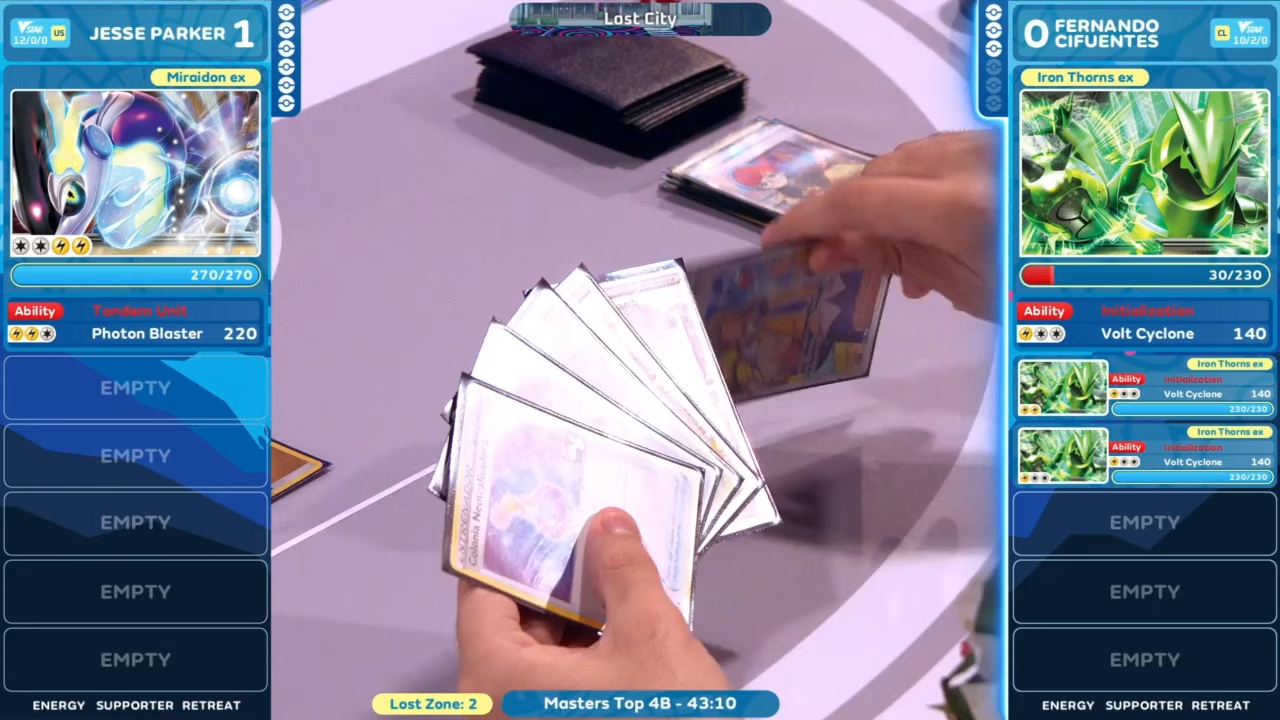 Lost City
VSTAR
12/0/0
US
JESSE PARKER 1
Miraidon ex
270/270
Ability Tandem Unit
Photon Blaster 220
EMPTY
EMPTY
EMPTY
EMPTY
EMPTY
ENERGY SUPPORTER RETREAT
0 FERNANDO
CIFUENTES
CL
VSTAR
10/2/0
Iron Thorns ex
30/230
Ability Initialization
Volt Cyclone 140
Iron Thorns ex
Ability Initialization
Volt Cyclone 140
230/230
Iron Thorns ex
Ability Initialization
Volt Cyclone 140
230/230
EMPTY
EMPTY
EMPTY
ENERGY SUPPORTER RETREAT
Lost Zone: 2
Masters Top 4B - 43:10